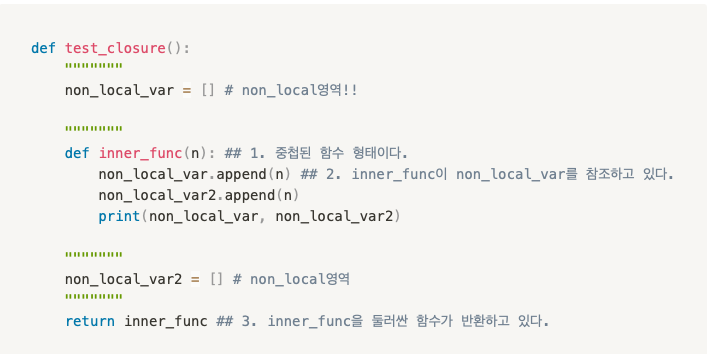 def test_closure():
    """"""
    non_local_var = [] # non_local영역!!
    """"""
    def inner_func(n): ## 1. 중첩된 함수 형태이다.
        non_local_var.append(n) ## 2. inner_func이 non_local_var를 참조하고 있다.
        non_local_var2.append(n)
        print(non_local_var, non_local_var2)
    """"""
    non_local_var2 = [] # non_local영역
    """"""
    return inner_func ## 3. inner_func을 둘러싼 함수가 반환하고 있다.